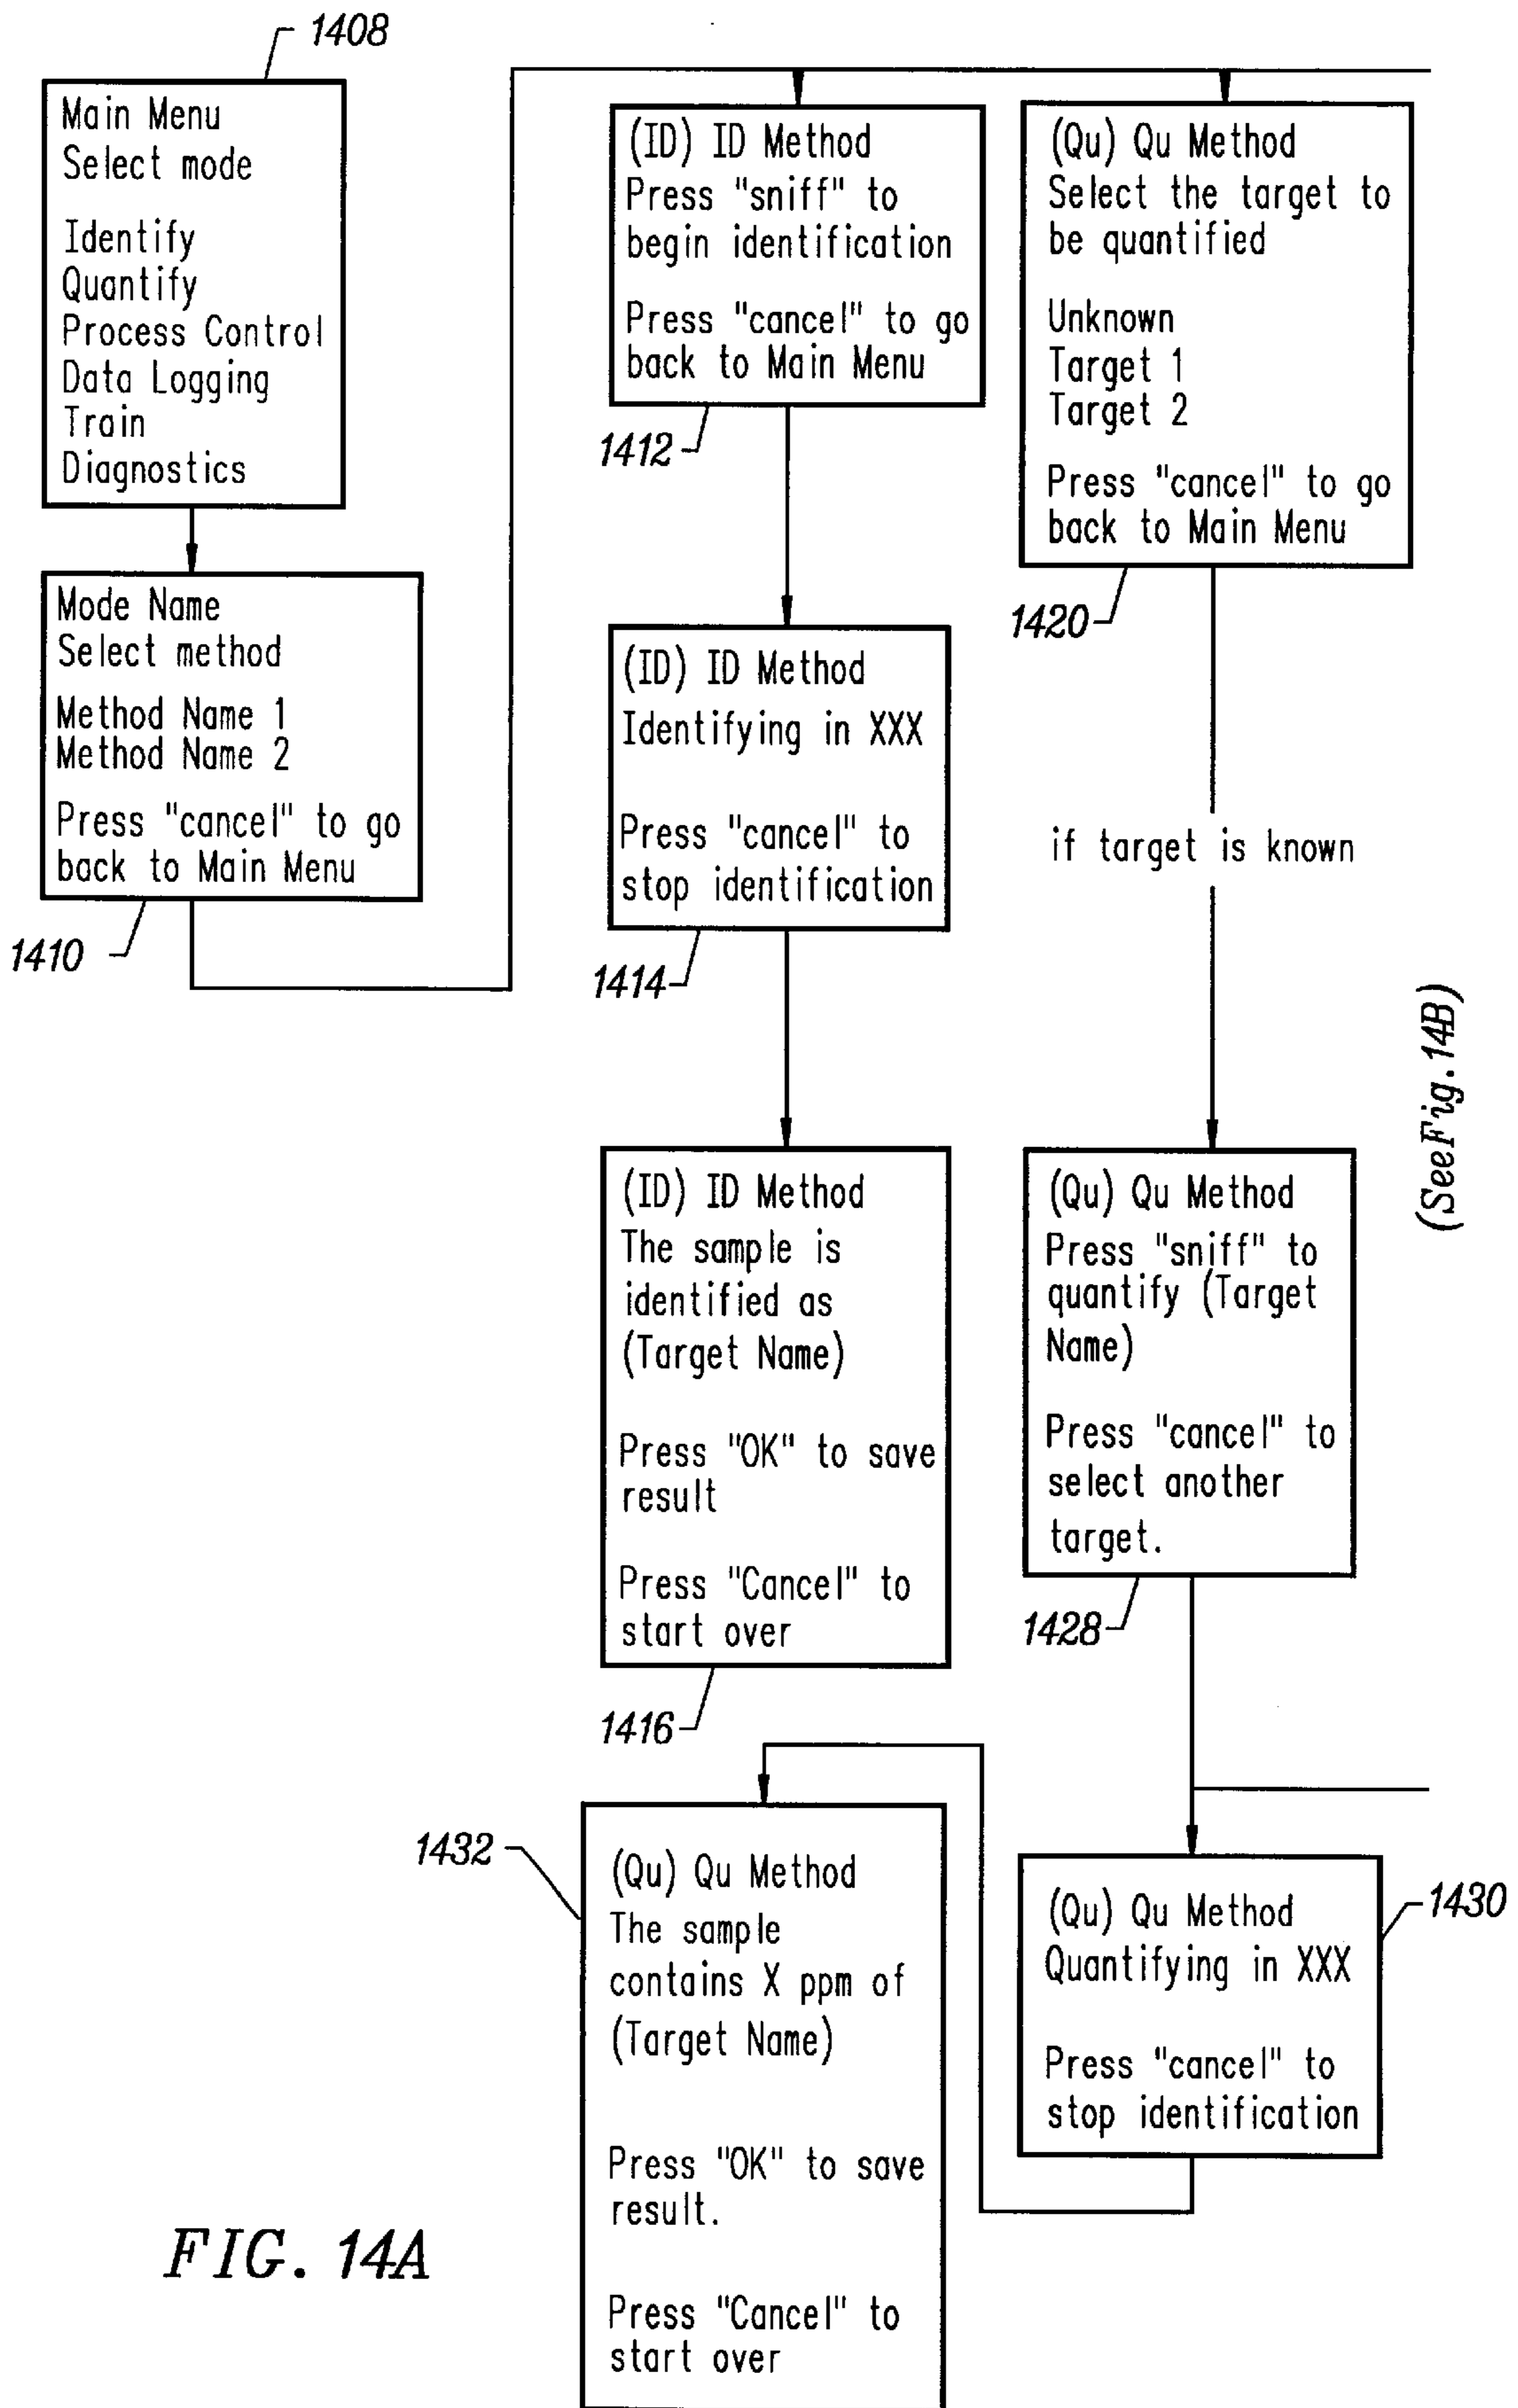 1408
Main Menu
Select mode
Identify
Quantify
Process Control
Data Logging
Train
Diagnostics
Mode Name
Select method
Method Name 1
Method Name 2
Press "cancel" to go
back to Main Menu
1410
(ID) ID Method
Press "sniff" to
begin identification
Press "cancel" to go
back to Main Menu
1412
(ID) ID Method
Identifying in XXX
Press "cancel" to
stop identification
1414
(ID) ID Method
The sample is
identified as
(Target Name)
Press "OK" to save
result
Press "Cancel" to
start over
1416
(Qu) Qu Method
Select the target to
be quantified
Unknown
Target 1
Target 2
Press "cancel" to go
back to Main Menu
1420
if target is known
(Qu) Qu Method
Press "sniff" to
quantify (Target
Name)
Press "cancel" to
select another
target.
1428
(See Fig. 14B)
(Qu) Qu Method
Quantifying in XXX
Press "cancel" to
stop identification
1430
1432
(Qu) Qu Method
The sample
contains X ppm of
(Target Name)
Press "OK" to save
result.
Press "Cancel" to
start over
FIG. 14A